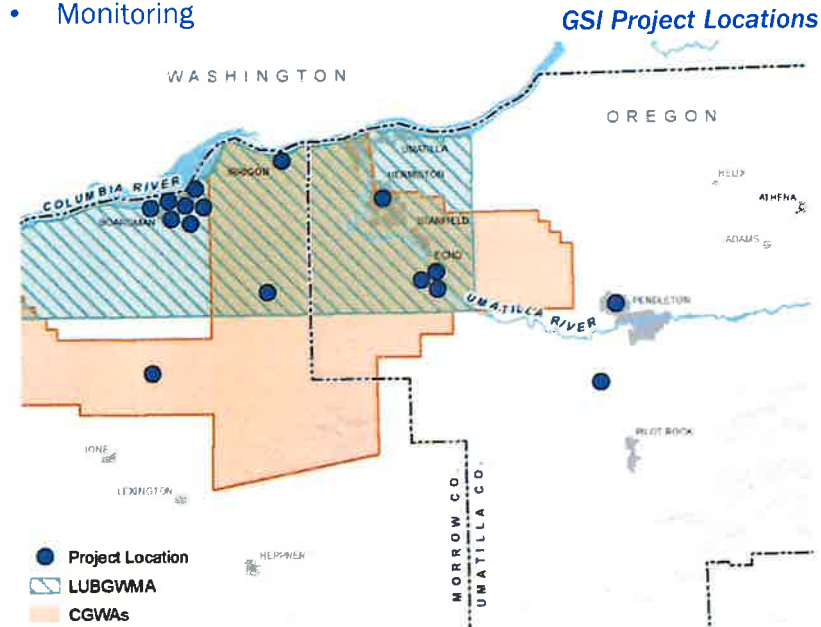 • Monitoring
GSI Project Locations
WASHINGTON
OREGON
COLUMBIA RIVER
IRRIGON
UMATILLA
HERMISTON
BOARDMAN
STANFIELD
ECHO
HELIX
ATHENA
ADAMS
UMATILLA RIVER
PENDLETON
PILOT ROCK
IONE
LEXINGTON
HEPPNER
MORROW CO.
UMATILLA CO.
Project Location
LUBGWMA
CGWAs